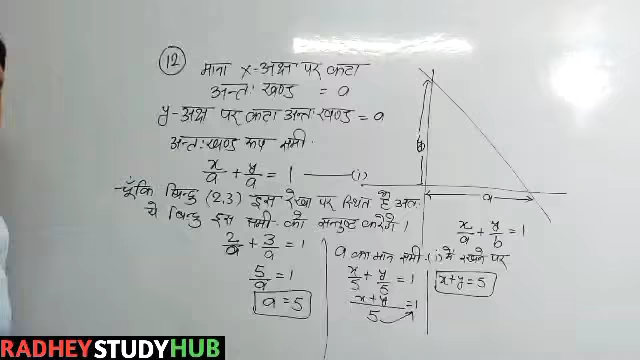 12
माना x-अक्ष पर कटा
अन्तः खण्ड = a
y-अक्ष पर कटा अन्तः खण्ड = a
अन्तः खण्ड रूप समी.
x/a + y/a = 1 —(i)
चूँकि बिन्दु (2,3) इस रेखा पर स्थित है अतः
ये बिन्दु इस समी. को सन्तुष्ट करेगें।
2/a + 3/a = 1
5/a = 1
a = 5
a का मान समी. (i) में रखने पर
x/5 + y/5 = 1
x+y/5 = 1
x+y=5
b
a
x/a + y/b = 1
RADHEY STUDY HUB